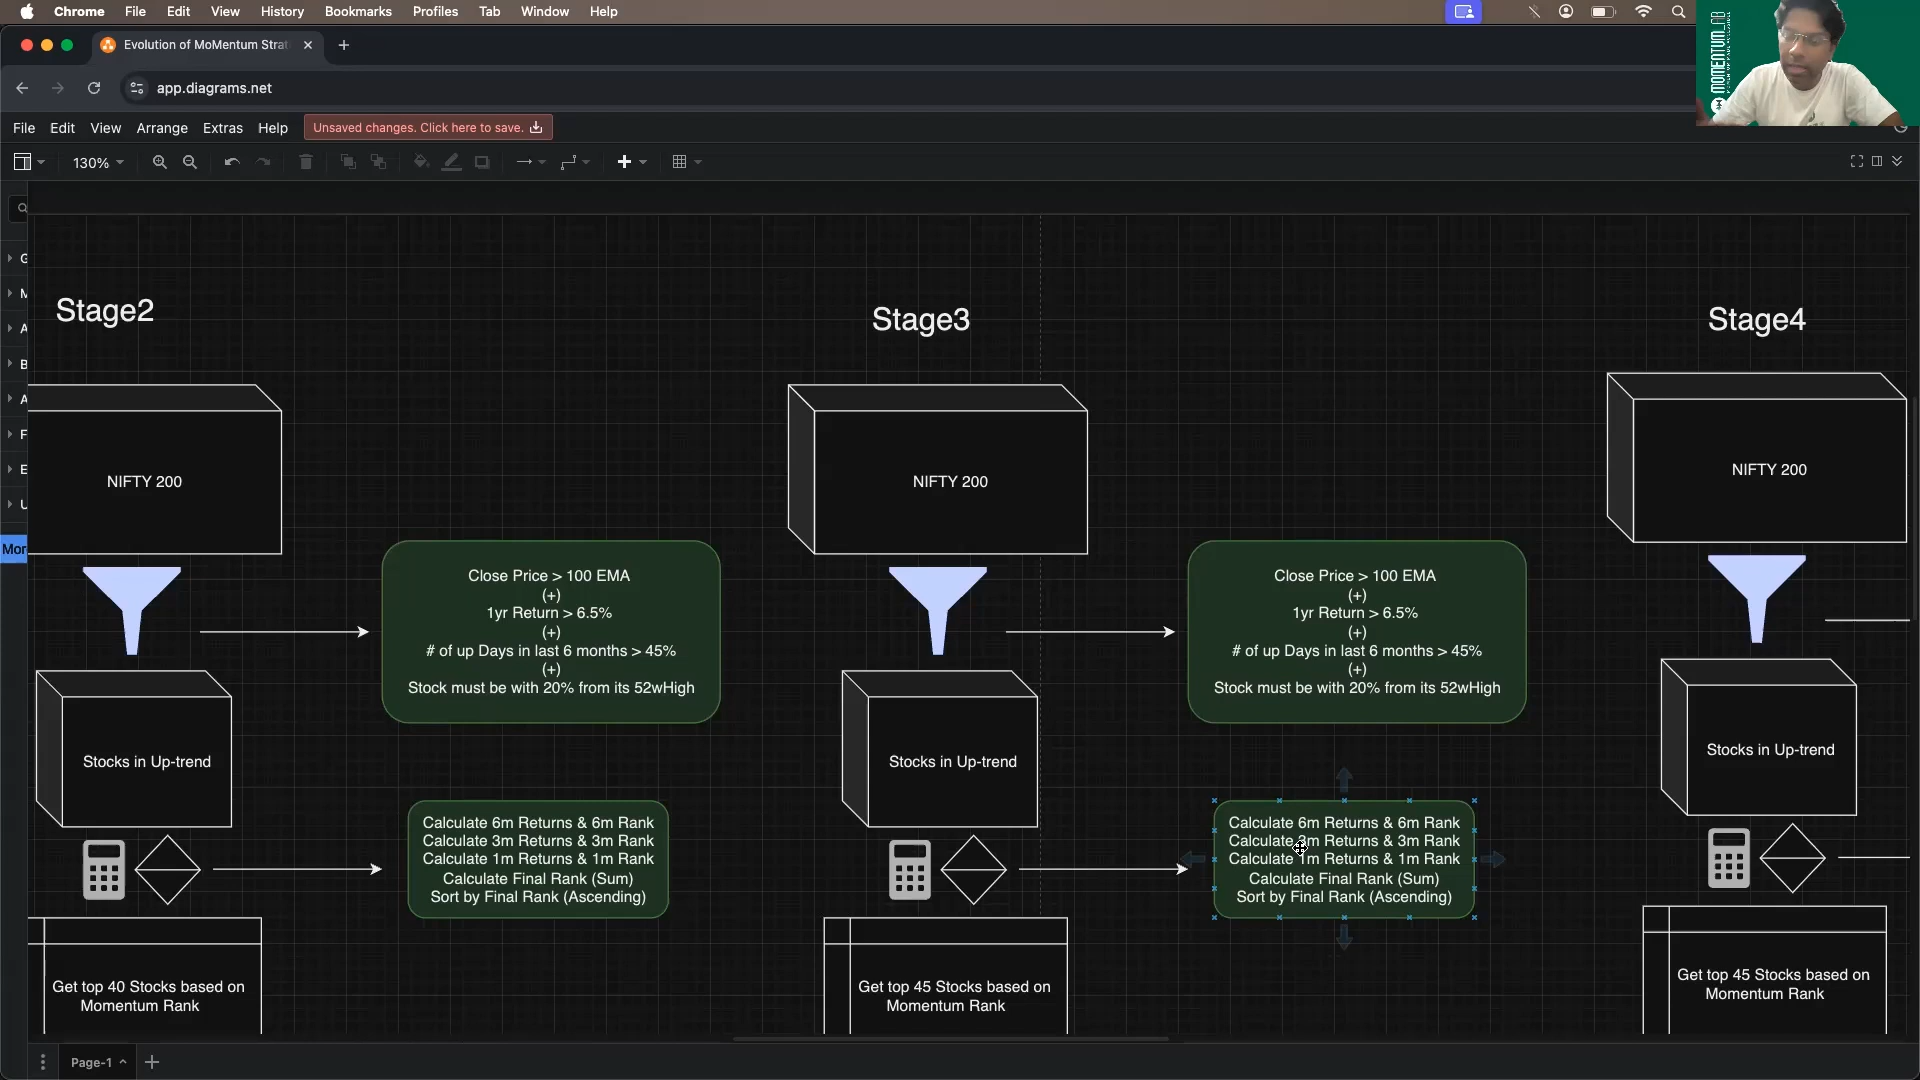 Chrome File Edit View History Bookmarks Profiles Tab Window Help
Evolution of MoMentum Strat
app.diagrams.net
File Edit View Arrange Extras Help Unsaved changes. Click here to save.
130%
MOMENTUM_LAB
Stage2
Stage3
Stage4
NIFTY 200
NIFTY 200
NIFTY 200
Close Price > 100 EMA
(+)
1yr Return > 6.5%
(+)
# of up Days in last 6 months > 45%
(+)
Stock must be with 20% from its 52wHigh
Close Price > 100 EMA
(+)
1yr Return > 6.5%
(+)
# of up Days in last 6 months > 45%
(+)
Stock must be with 20% from its 52wHigh
Stocks in Up-trend
Stocks in Up-trend
Stocks in Up-trend
Calculate 6m Returns & 6m Rank
Calculate 3m Returns & 3m Rank
Calculate 1m Returns & 1m Rank
Calculate Final Rank (Sum)
Sort by Final Rank (Ascending)
Calculate 6m Returns & 6m Rank
Calculate 3m Returns & 3m Rank
Calculate 1m Returns & 1m Rank
Calculate Final Rank (Sum)
Sort by Final Rank (Ascending)
Get top 40 Stocks based on
Momentum Rank
Get top 45 Stocks based on
Momentum Rank
Get top 45 Stocks based on
Momentum Rank
G
M
A
B
A
F
E
U
Mor
Page-1